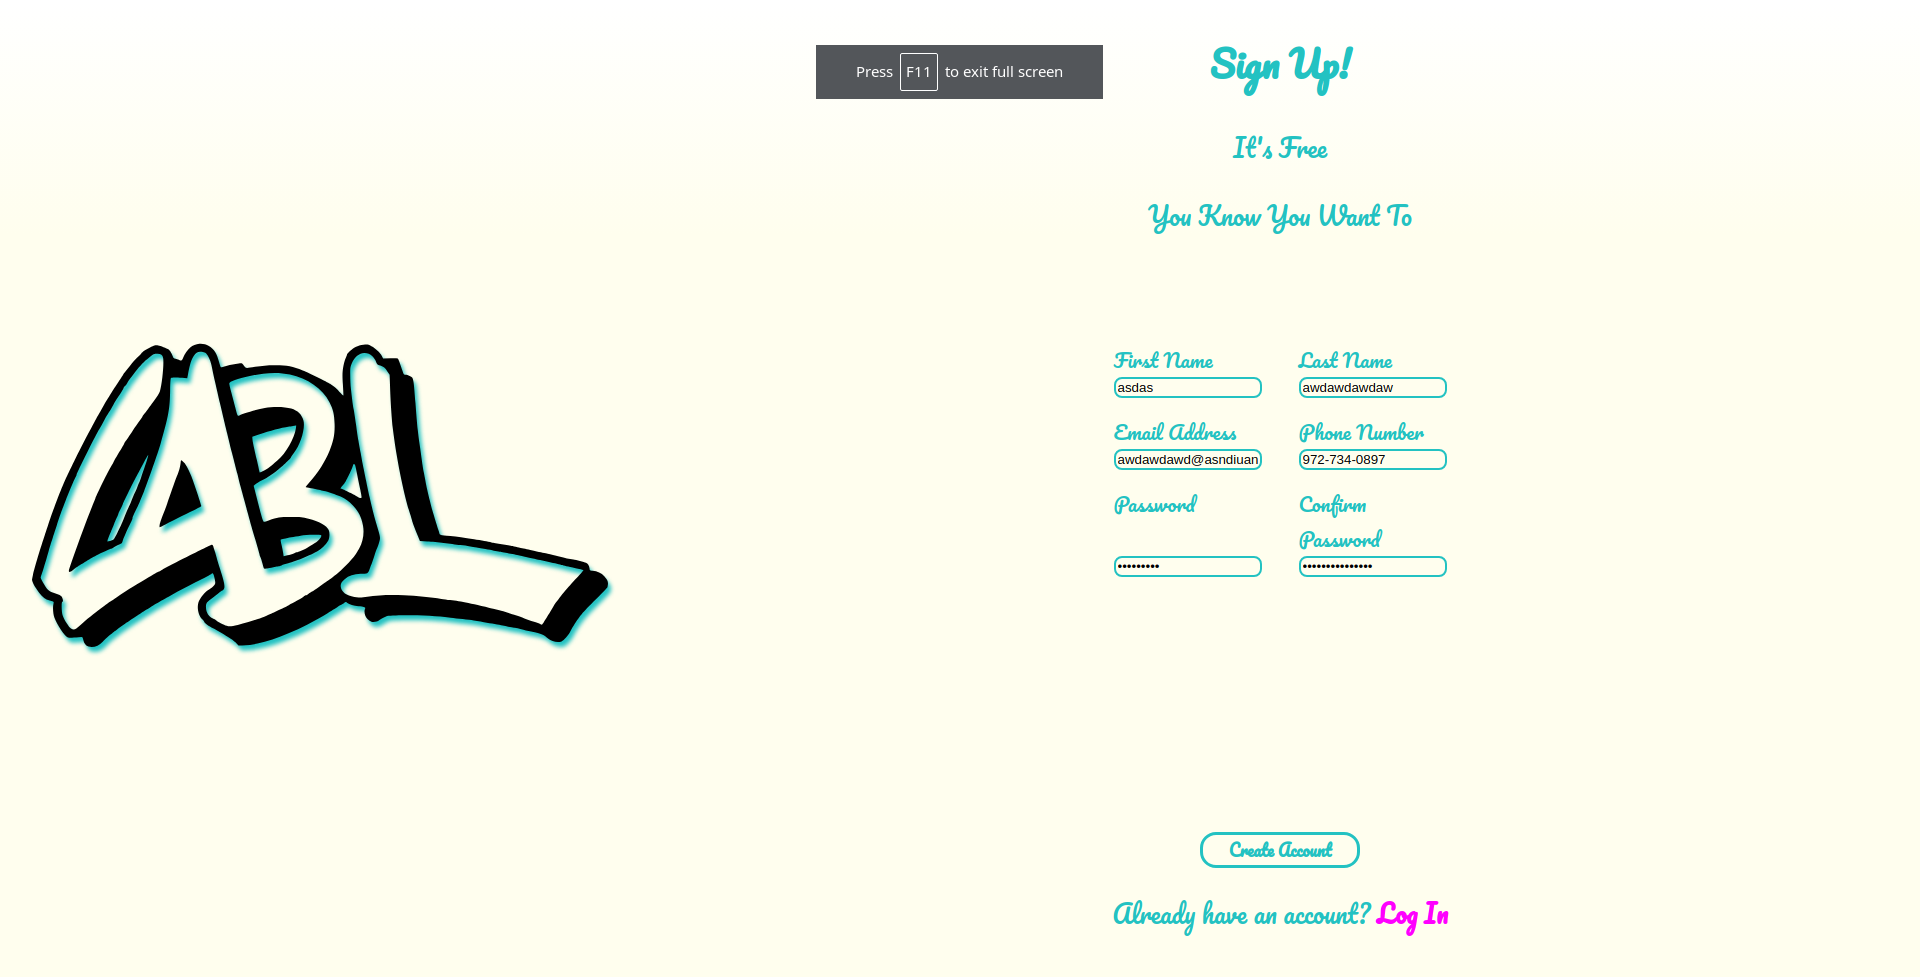 Press F11 to exit full screen
Sign Up!
It's Free
You Know You Want To
ABL
First Name Last Name
asdas awdawdawdaw
Email Address Phone Number
awdawdawd@asndiuan 972-734-0897
Password Confirm
Password
••••••••• •••••••••••••••
Create Account
Already have an account? Log In